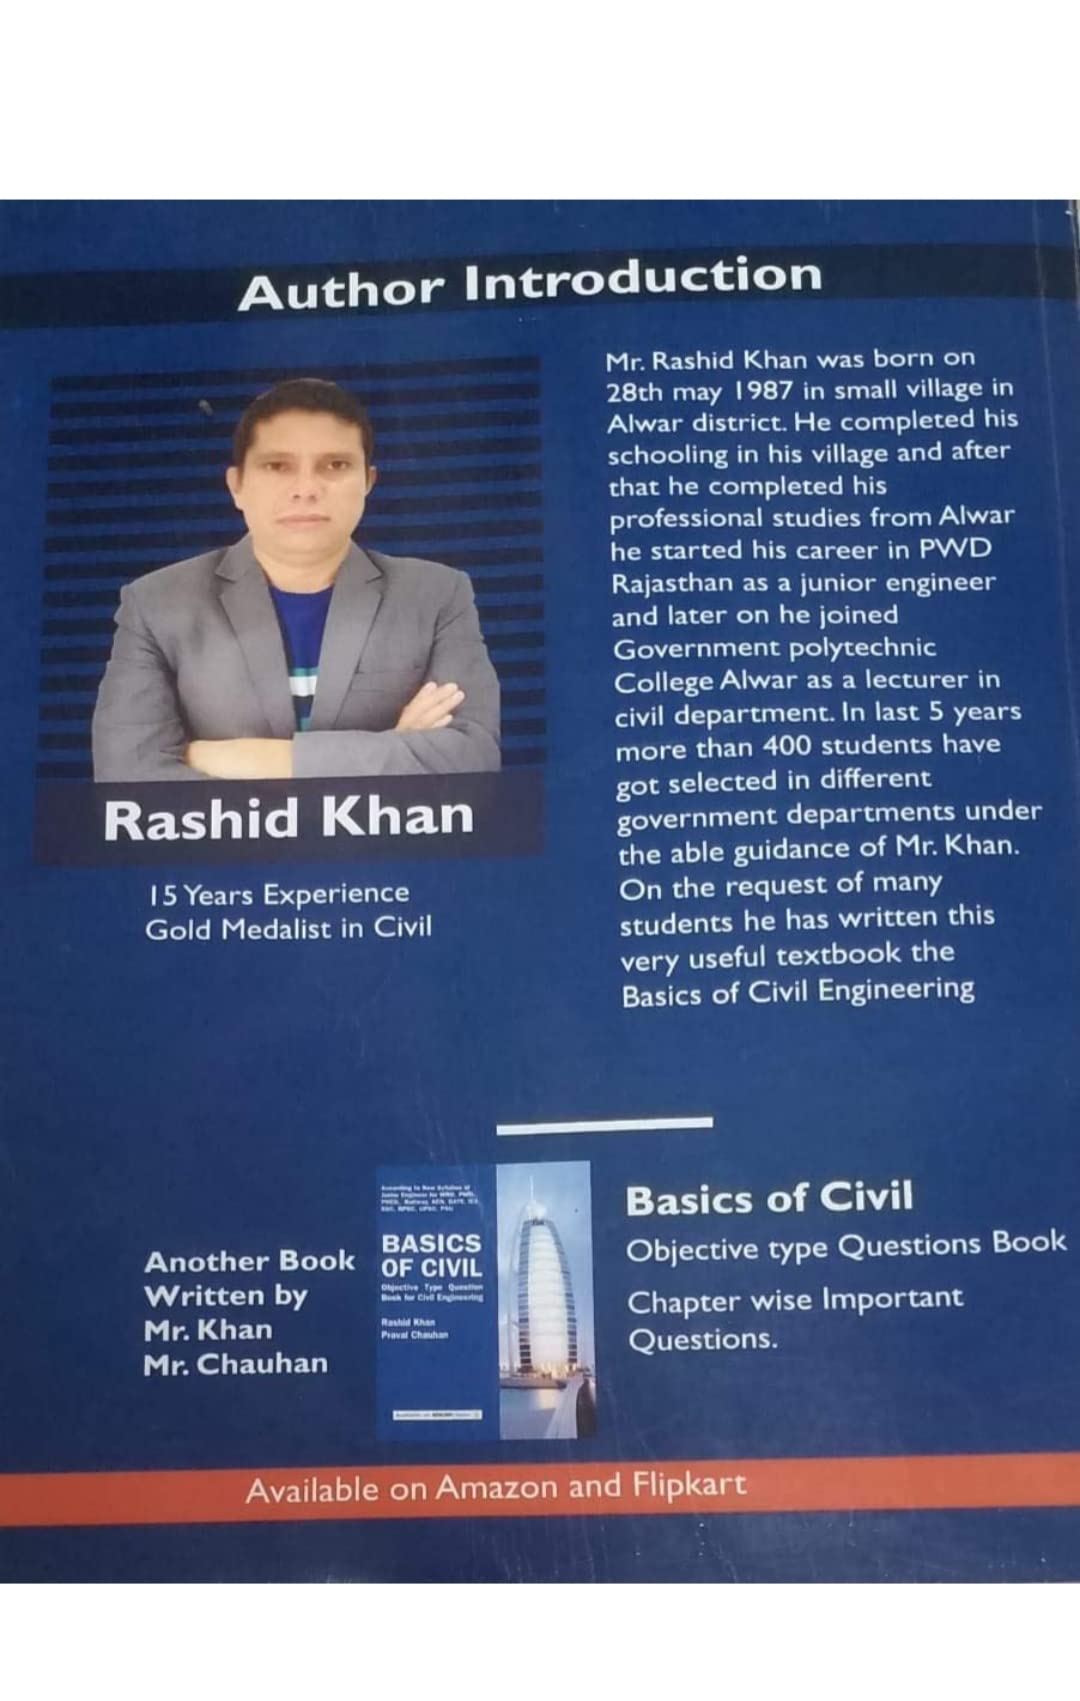 Author Introduction
Mr. Rashid Khan was born on
28th may 1987 in small village in
Alwar district. He completed his
schooling in his village and after
that he completed his
professional studies from Alwar
he started his career in PWD
Rajasthan as a junior engineer
and later on he joined
Government polytechnic
College Alwar as a lecturer in
civil department. In last 5 years
more than 400 students have
got selected in different
government departments under
the able guidance of Mr. Khan.
On the request of many
students he has written this
very useful textbook the
Basics of Civil Engineering
Rashid Khan
15 Years Experience
Gold Medalist in Civil
Another Book
Written by
Mr. Khan
Mr. Chauhan
According to New Syllabus of
BASICS
OF CIVIL
Objective Type Question
Book for Civil Engineering
Rashid Khan
Praval Chauhan
Basics of Civil
Objective type Questions Book
Chapter wise Important
Questions.
Available on Amazon and Flipkart